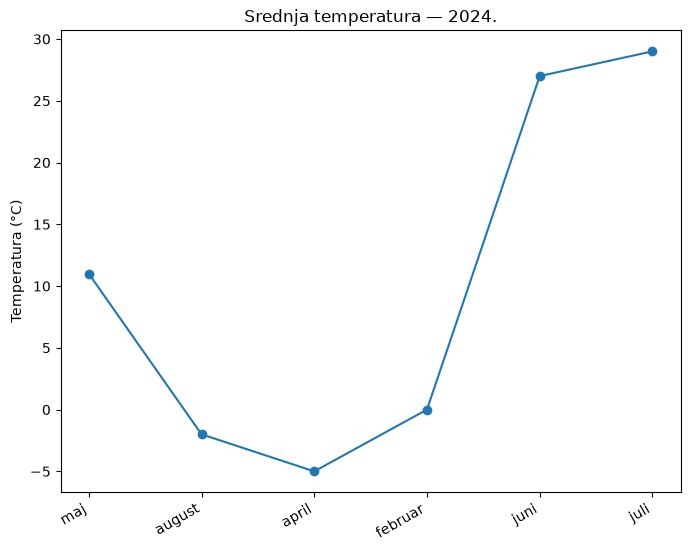 Srednja temperatura — 2024.
Temperatura (°C)
30
25
20
15
10
5
0
−5
maj
august
april
februar
juni
juli